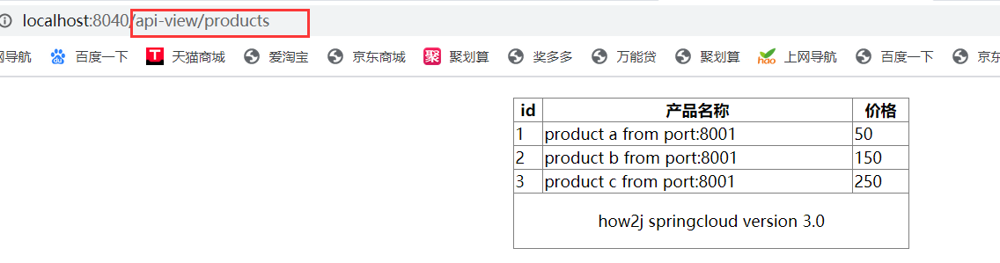 localhost:8040/api-view/products
网导航 百度一下 T 天猫商城 爱淘宝 京东商城 聚 聚划算 奖多多 万能贷 聚划算 hao 上网导航 百度一下 京东
id 产品名称 价格
1 product a from port:8001 50
2 product b from port:8001 150
3 product c from port:8001 250
how2j springcloud version 3.0